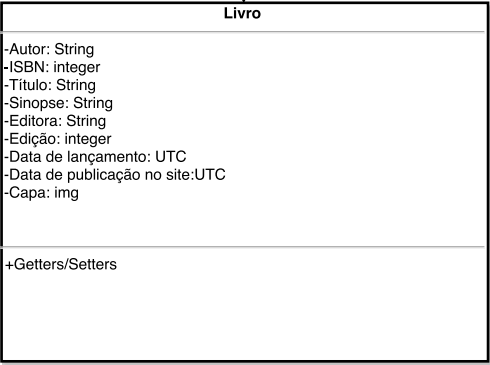 Livro
-Autor: String
-ISBN: integer
-Título: String
-Sinopse: String
-Editora: String
-Edição: integer
-Data de lançamento: UTC
-Data de publicação no site:UTC
-Capa: img
+Getters/Setters